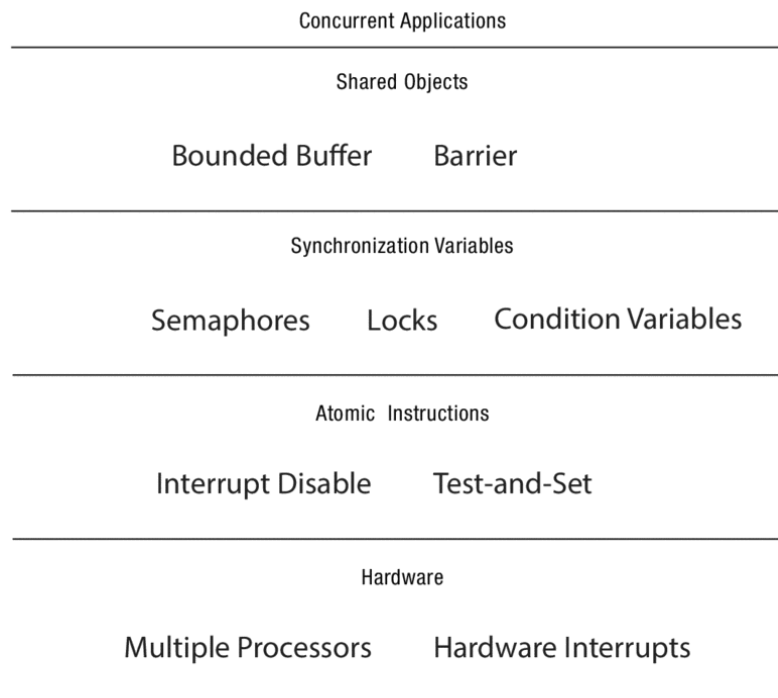 Concurrent Applications
Shared Objects
Bounded Buffer Barrier
Synchronization Variables
Semaphores Locks Condition Variables
Atomic Instructions
Interrupt Disable Test-and-Set
Hardware
Multiple Processors Hardware Interrupts